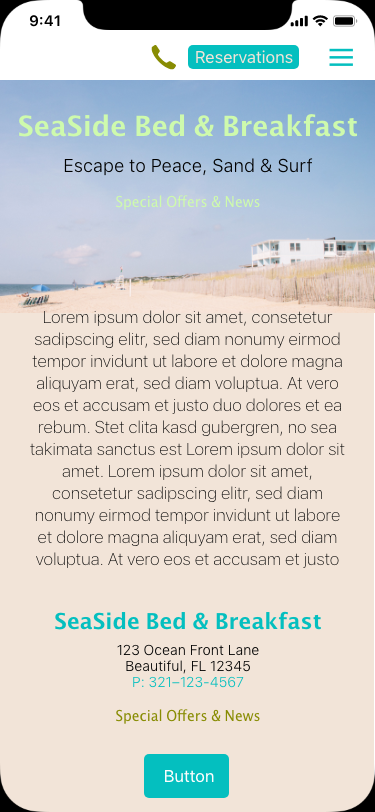 9:41
Reservations
SeaSide Bed & Breakfast
Escape to Peace, Sand & Surf
Special Offers & News
Lorem ipsum dolor sit amet, consetetur
sadipscing elitr, sed diam nonumy eirmod
tempor invidunt ut labore et dolore magna
aliquyam erat, sed diam voluptua. At vero
eos et accusam et justo duo dolores et ea
rebum. Stet clita kasd gubergren, no sea
takimata sanctus est Lorem ipsum dolor sit
amet. Lorem ipsum dolor sit amet,
consetetur sadipscing elitr, sed diam
nonumy eirmod tempor invidunt ut labore
et dolore magna aliquyam erat, sed diam
voluptua. At vero eos et accusam et justo
SeaSide Bed & Breakfast
123 Ocean Front Lane
Beautiful, FL 12345
P: 321–123-4567
Special Offers & News
Button